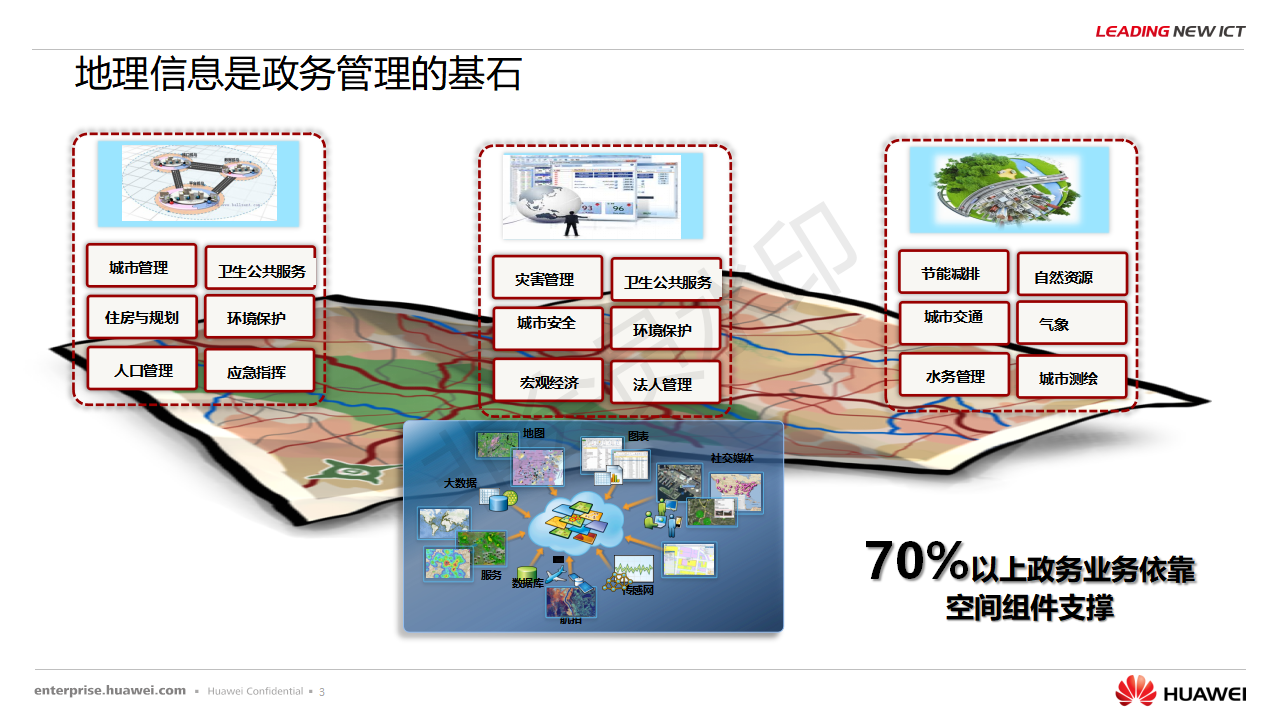 LEADING NEW ICT
地理信息是政务管理的基石
城市管理
卫生公共服务
住房与规划
环境保护
人口管理
应急指挥
93
96
灾害管理
卫生公共服务
城市安全
环境保护
宏观经济
法人管理
节能减排
自然资源
城市交通
气象
水务管理
城市测绘
地图
图表
社交媒体
大数据
服务
数据库
传感网
航拍
70%以上政务业务依靠
空间组件支撑
enterprise.huawei.com ▪ Huawei Confidential ▪ 3
HUAWEI